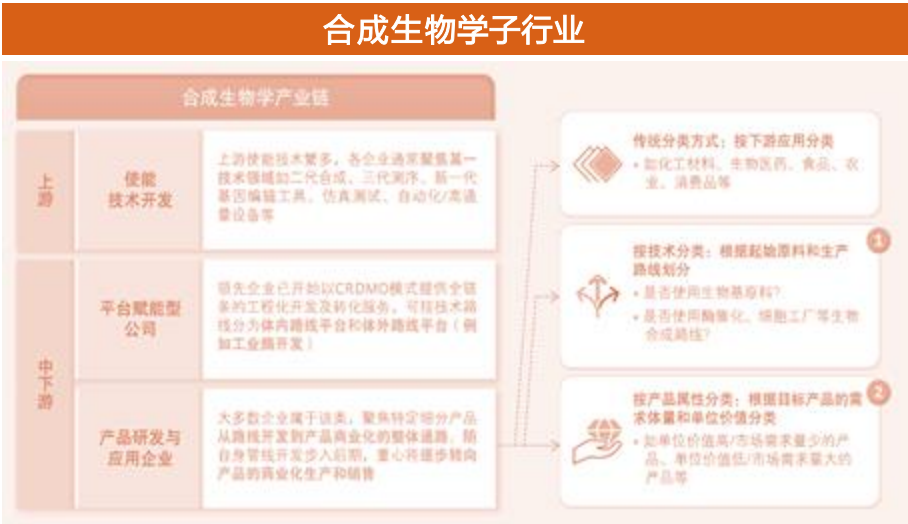 合成生物学子行业
合成生物学产业链
上游
使能
技术开发
上游使能技术繁多，各企业通常聚焦某一
技术领域如二代合成、三代测序、新一代
基因编辑工具、仿真测试、自动化/高通
量设备等
中下游
平台赋能型
公司
领先企业已开始以CRDMO模式提供全链
条的工程化开发及转化服务，可按技术路
线分为体内路线平台和体外路线平台（例
如工业酶开发）
产品研发与
应用企业
大多数企业属于该类，聚焦特定细分产品
从路线开发到产品商业化的整体通路。随
自身管线开发步入后期，重心将逐步转向
产品的商业化生产和销售
传统分类方式：按下游应用分类
• 如化工材料、生物医药、食品、农
业、消费品等
1
按技术分类：根据起始原料和生产
路线划分
• 是否使用生物基原料？
• 是否使用酶催化、细胞工厂等生物
合成路线？
2
按产品属性分类：根据目标产品的需
求体量和单位价值分类
• 如单位价值高/市场需求量少的产
品、单位价值低/市场需求量大的
产品等